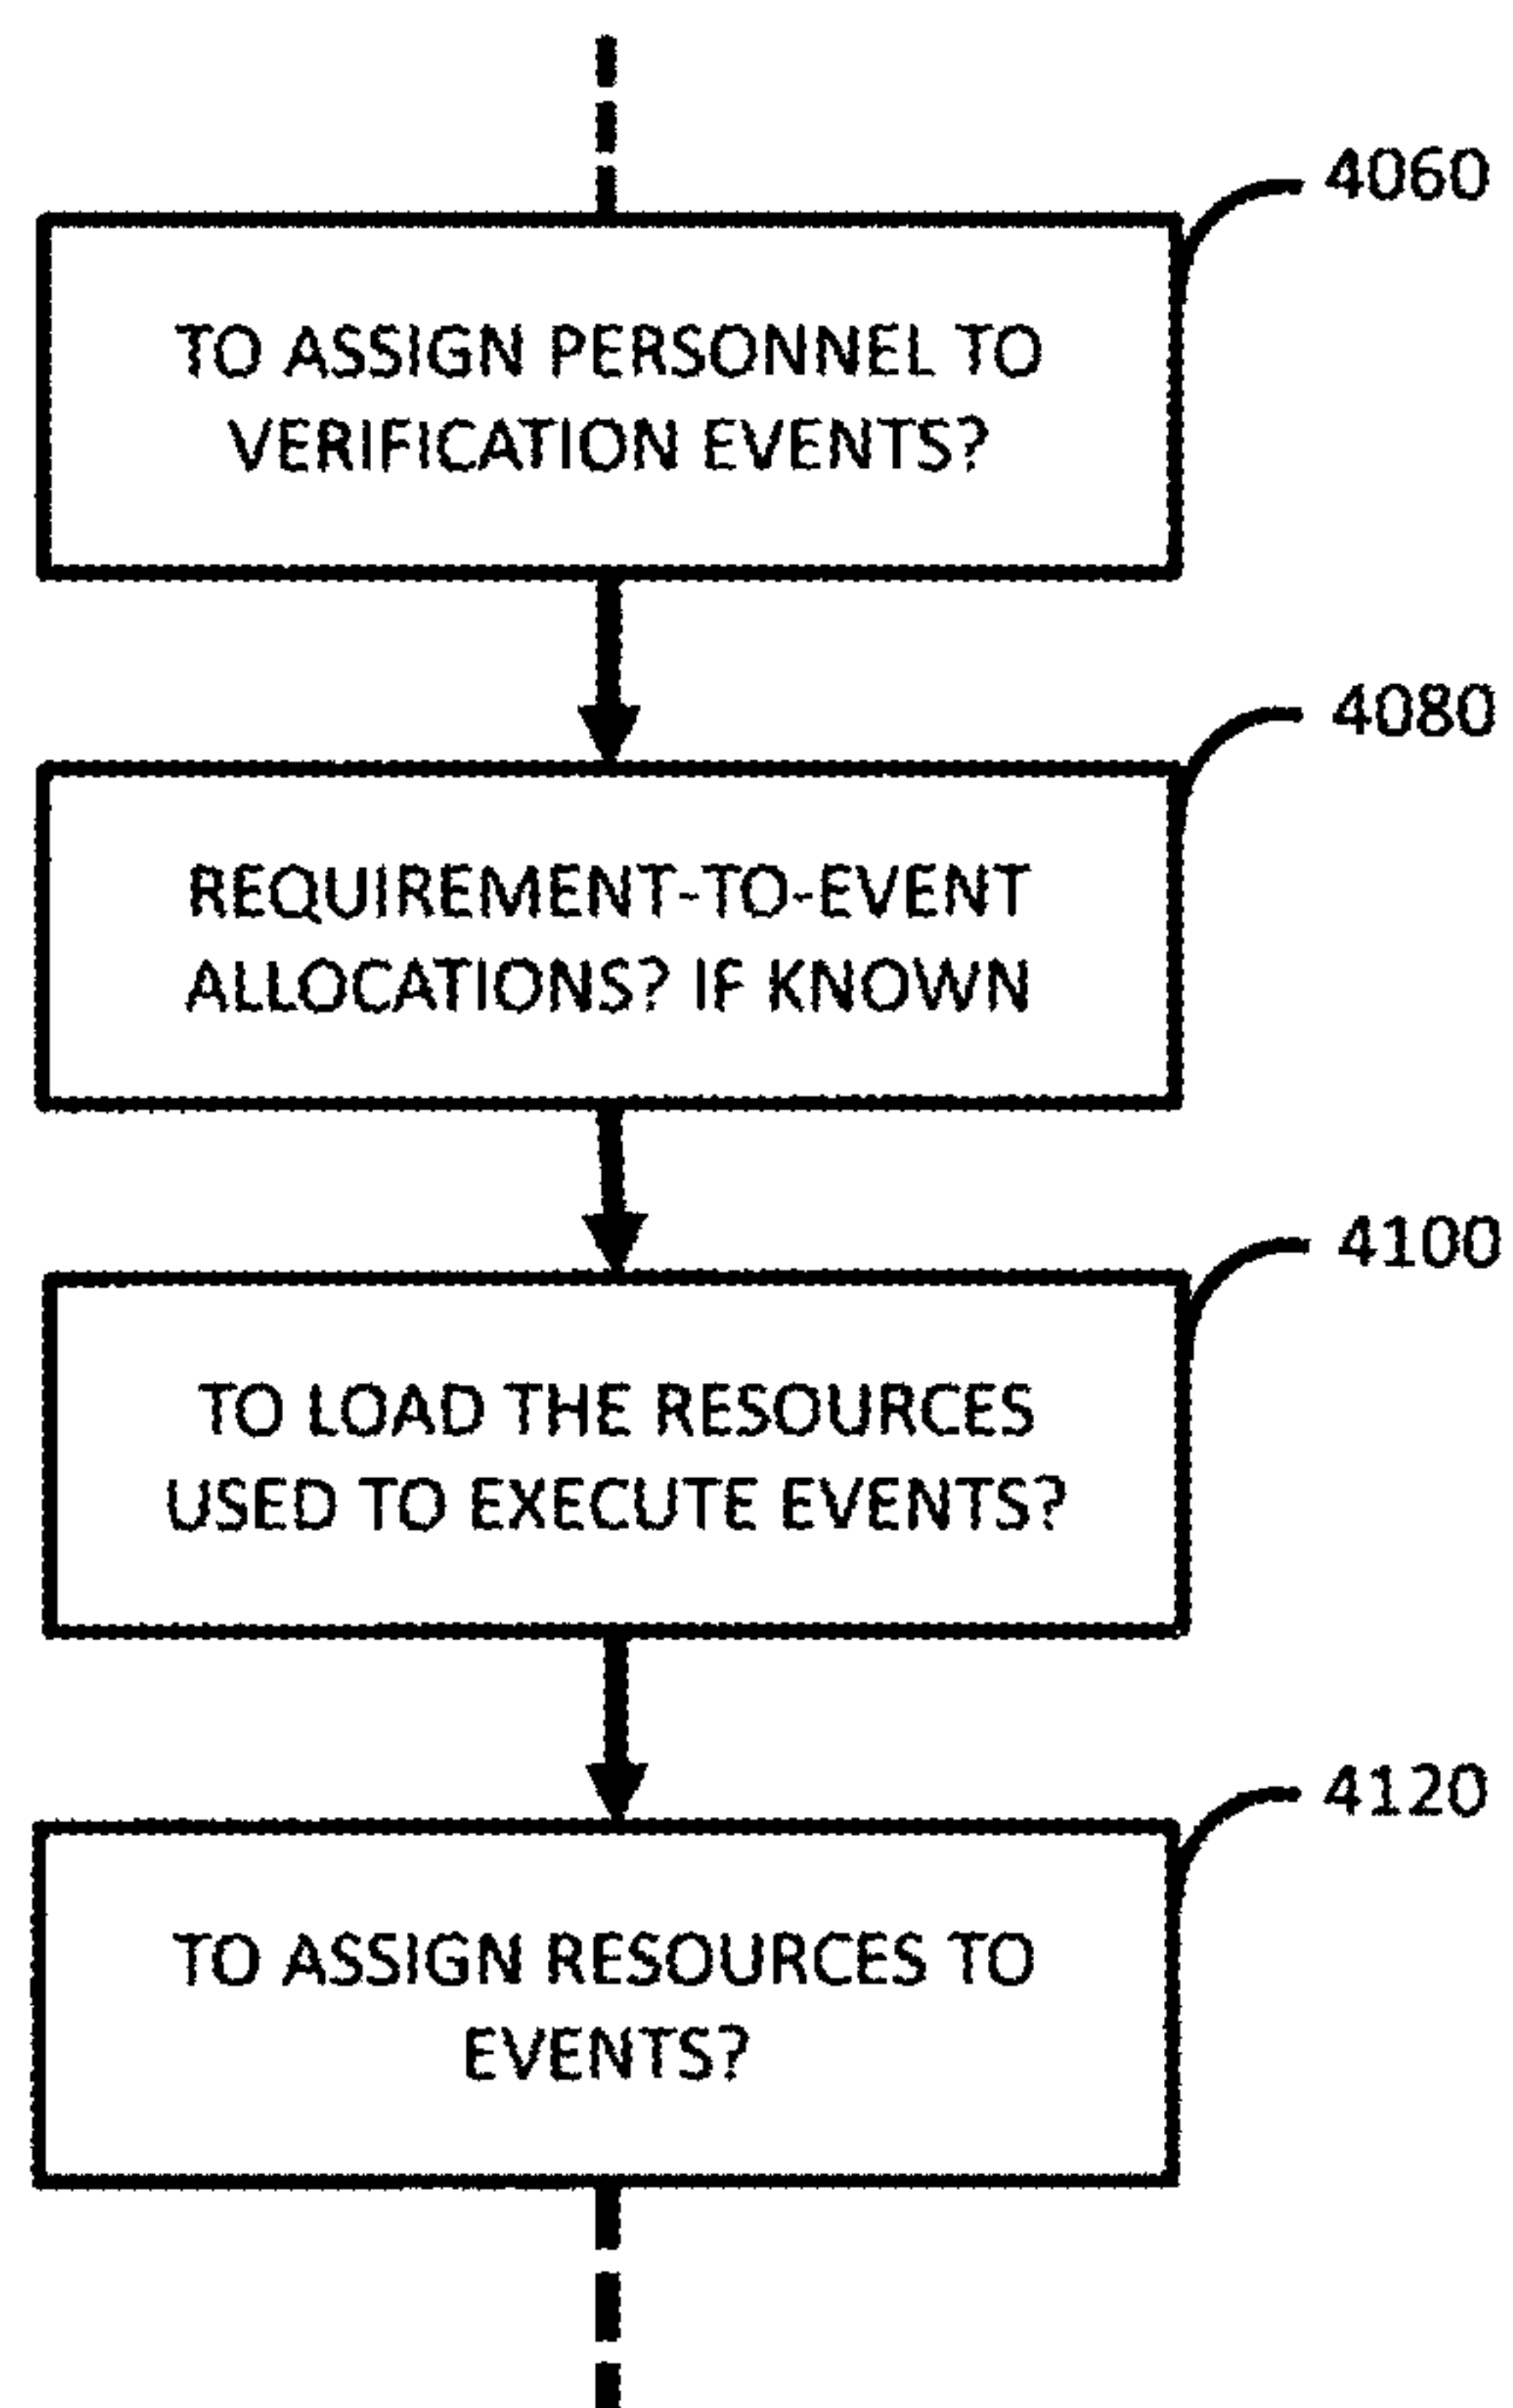 4060
TO ASSIGN PERSONNEL TO
VERIFICATION EVENTS?
4080
REQUIREMENT-TO-EVENT
ALLOCATIONS? IF KNOWN
4100
TO LOAD THE RESOURCES
USED TO EXECUTE EVENTS?
4120
TO ASSIGN RESOURCES TO
EVENTS?